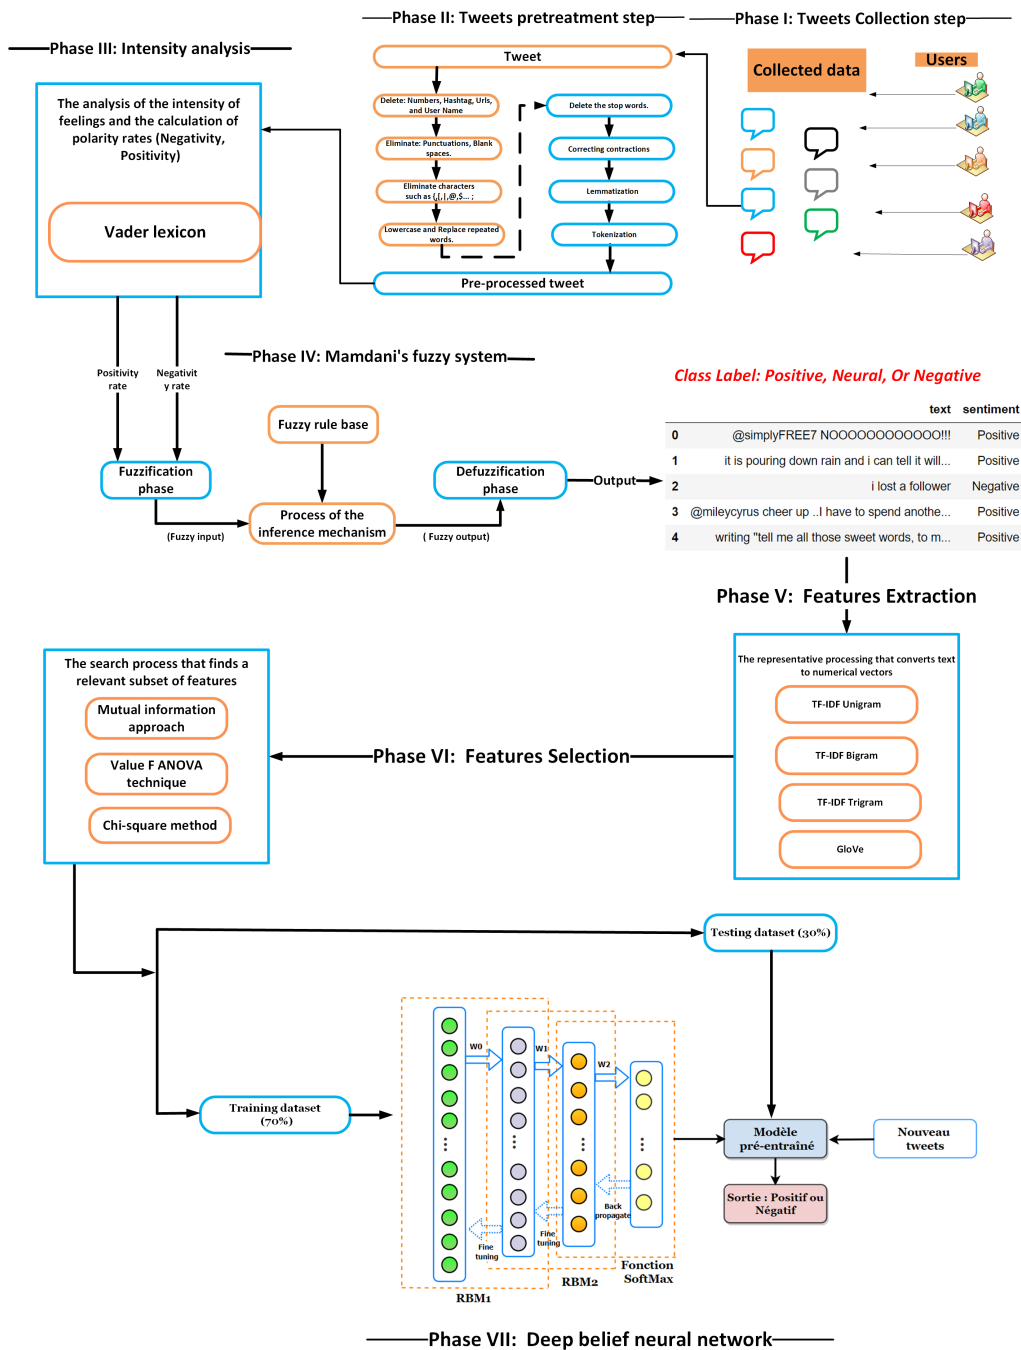 Phase I: Tweets Collection step
Collected data
Users
Phase II: Tweets pretreatment step
Tweet
Delete: Numbers, Hashtag, Urls,
and User Name
Eliminate: Punctuations, Blank
spaces.
Eliminate characters
such as (,[,|,@,$... ;
Lowercase and Replace repeated
words.
Delete the stop words.
Correcting contractions
Lemmatization
Tokenization
Pre-processed tweet
Phase III: Intensity analysis
The analysis of the intensity of
feelings and the calculation of
polarity rates (Negativity,
Positivity)
Vader lexicon
Positivity
rate
Negativit
y rate
Phase IV: Mamdani's fuzzy system
Fuzzy rule base
Fuzzification
phase
Process of the
inference mechanism
Defuzzification
phase
(Fuzzy input)
( Fuzzy output)
Output
Class Label: Positive, Neural, Or Negative
text sentiment
0 @simplyFREE7 NOOOOOOOOOOOO!!! Positive
1 it is pouring down rain and i can tell it will... Positive
2 i lost a follower Negative
3 @mileycyrus cheer up ..I have to spend anothe... Positive
4 writing "tell me all those sweet words, to m... Positive
Phase V: Features Extraction
The representative processing that converts text
to numerical vectors
TF-IDF Unigram
TF-IDF Bigram
TF-IDF Trigram
GloVe
Phase VI: Features Selection
The search process that finds a
relevant subset of features
Mutual information
approach
Value F ANOVA
technique
Chi-square method
Testing dataset (30%)
Training dataset
(70%)
W0
W1
W2
Back
propagate
Fine
tuning
Fine
tuning
RBM1
RBM2
Fonction
SoftMax
Modèle
pré-entraîné
Nouveau
tweets
Sortie : Positif ou
Négatif
Phase VII: Deep belief neural network